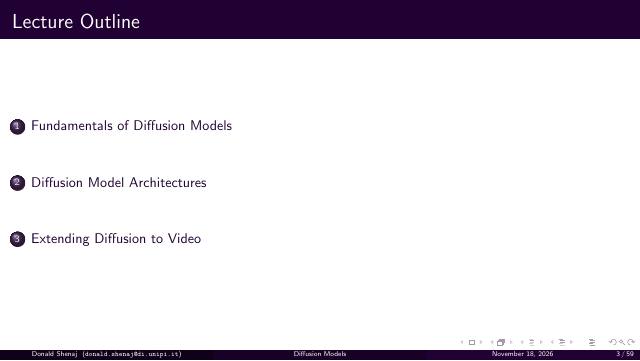 Lecture Outline
1 Fundamentals of Diffusion Models
2 Diffusion Model Architectures
3 Extending Diffusion to Video
Donald Shenaj (donald.shenaj@di.unipi.it) Diffusion Models November 18, 2026 3 / 59